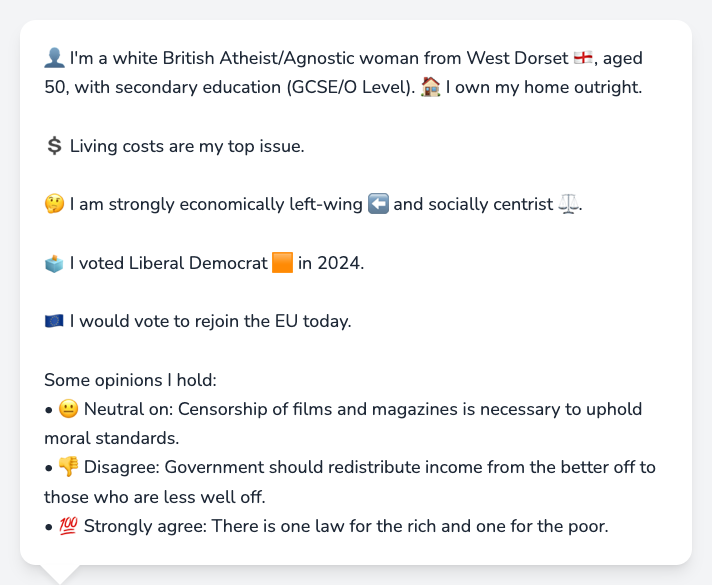 👤 I'm a white British Atheist/Agnostic woman from West Dorset 🏴󠁧󠁢󠁥󠁮󠁧󠁿, aged
50, with secondary education (GCSE/O Level). 🏠 I own my home outright.
💲 Living costs are my top issue.
🤔 I am strongly economically left-wing ⬅️ and socially centrist ⚖️.
🗳️ I voted Liberal Democrat 🟧 in 2024.
🇪🇺 I would vote to rejoin the EU today.
Some opinions I hold:
• 😐 Neutral on: Censorship of films and magazines is necessary to uphold
moral standards.
• 👎 Disagree: Government should redistribute income from the better off to
those who are less well off.
• 💯 Strongly agree: There is one law for the rich and one for the poor.